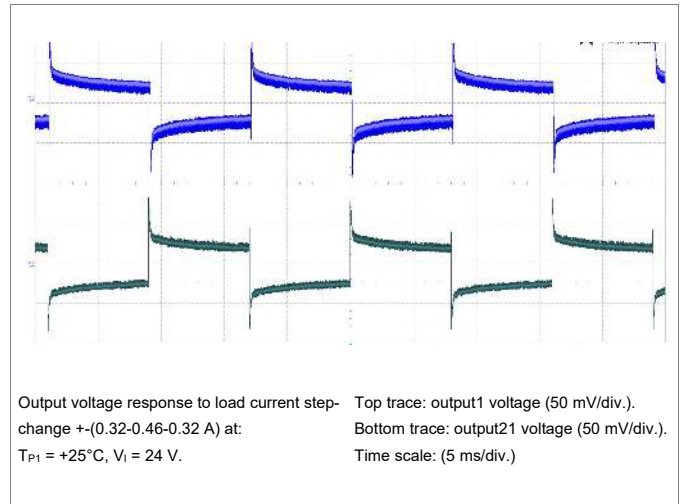 Output voltage response to load current step-
change +-(0.32-0.46-0.32 A) at:
TP1 = +25°C, VI = 24 V.
Top trace: output1 voltage (50 mV/div.).
Bottom trace: output21 voltage (50 mV/div.).
Time scale: (5 ms/div.)